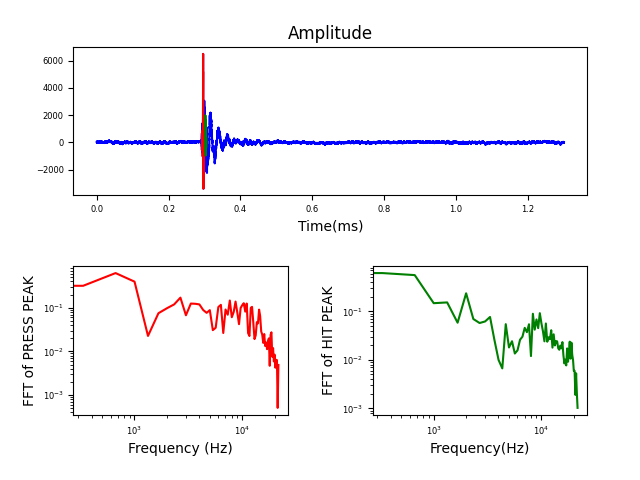 Amplitude
6000
4000
2000
0
−2000
0.0 0.2 0.4 0.6 0.8 1.0 1.2
Time(ms)
FFT of PRESS PEAK
10⁻¹
10⁻²
10⁻³
10³ 10⁴
Frequency (Hz)
FFT of HIT PEAK
10⁻¹
10⁻²
10⁻³
10³ 10⁴
Frequency(Hz)